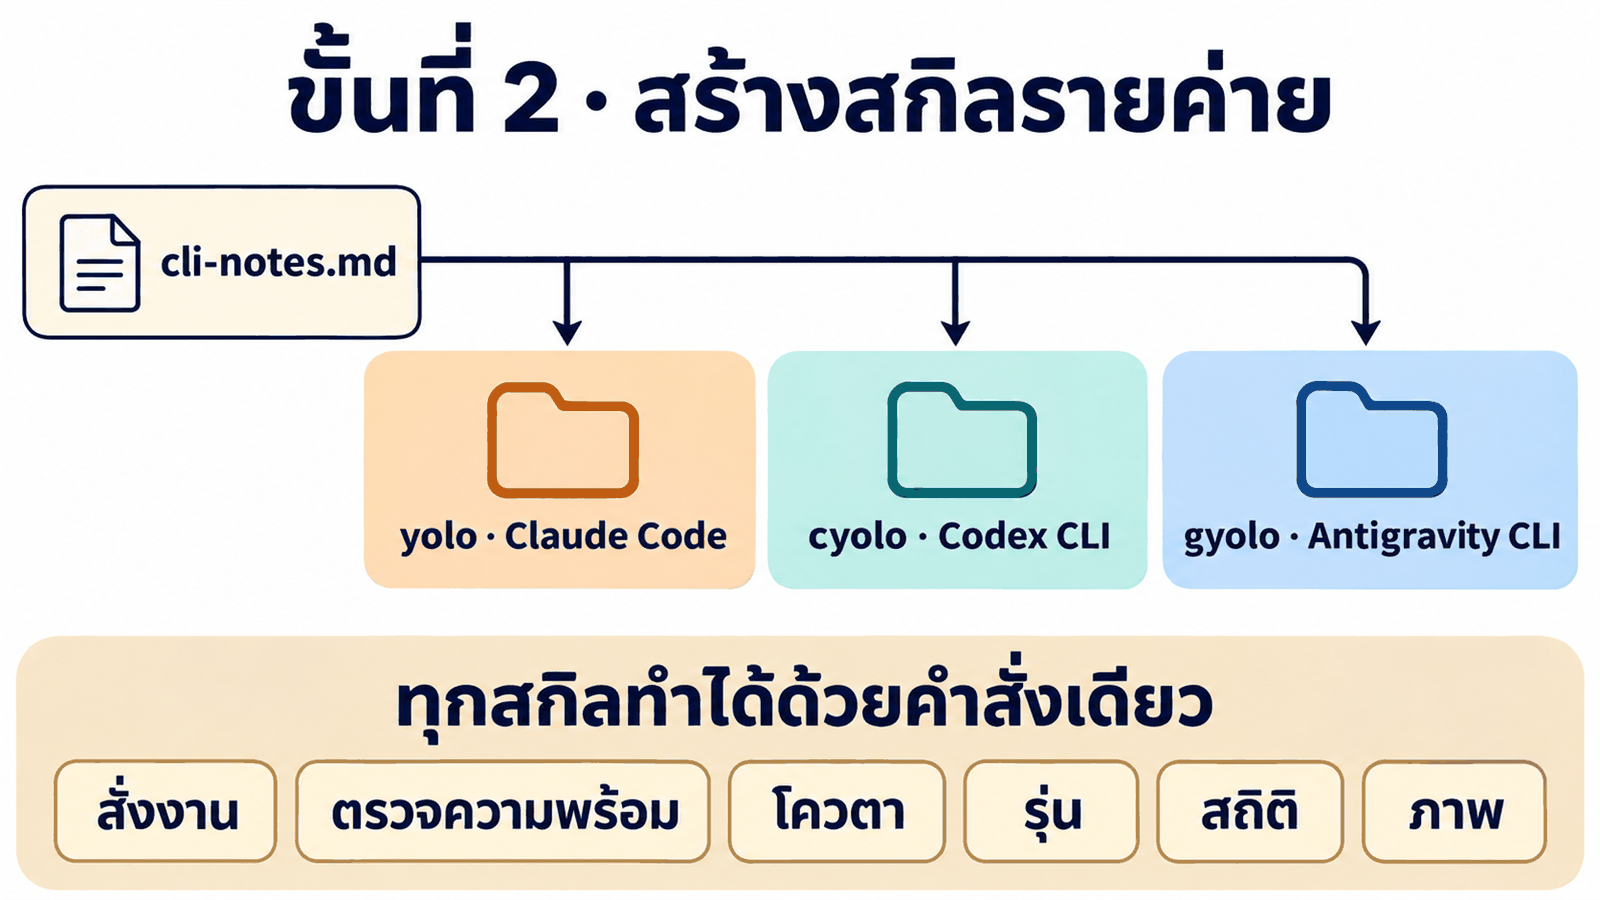 ขั้นที่ 2 · สร้างสกิลรายค่าย
cli-notes.md
yolo · Claude Code
cyolo · Codex CLI
gyolo · Antigravity CLI
ทุกสกิลทำได้ด้วยคำสั่งเดียว
สั่งงาน
ตรวจความพร้อม
โควตา
รุ่น
สถิติ
ภาพ